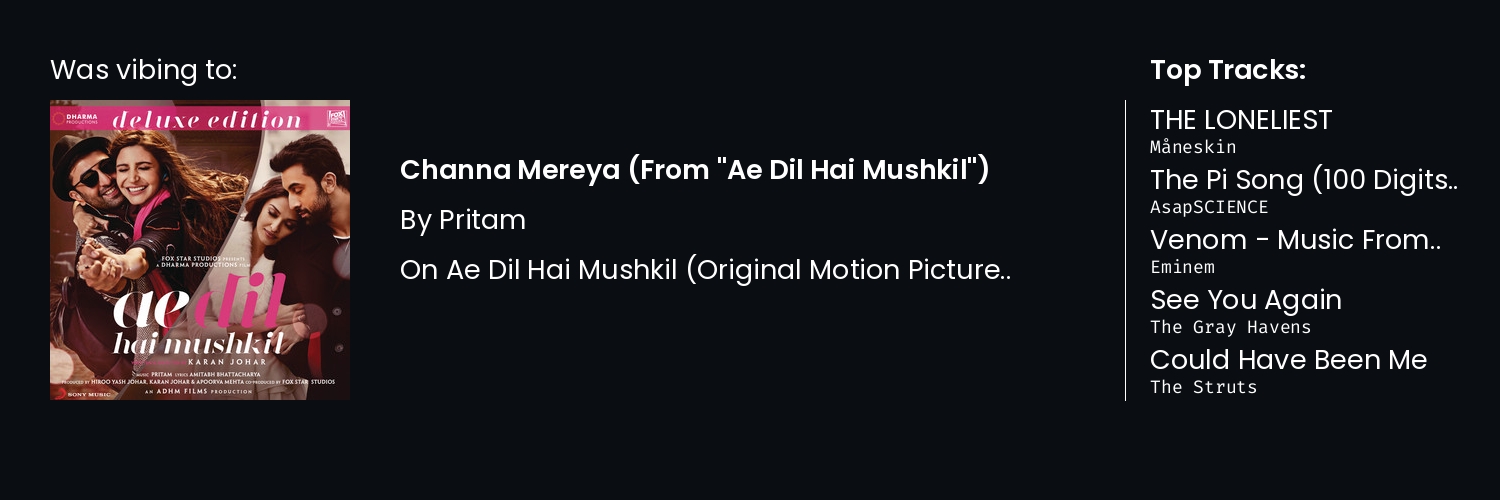 Was vibing to:
DHARMA
PRODUCTIONS
deluxe edition
FOX STAR STUDIOS PRESENTS
A DHARMA PRODUCTIONS FILM
ae dil
hai mushkil
KARAN JOHAR
MUSIC PRITAM LYRICS AMITABH BHATTACHARYA
PRODUCED BY HIROO YASH JOHAR, KARAN JOHAR & APOORVA MEHTA CO-PRODUCED BY FOX STAR STUDIOS
AN ADHM FILMS PRODUCTION
SONY MUSIC
Channa Mereya (From "Ae Dil Hai Mushkil")
By Pritam
On Ae Dil Hai Mushkil (Original Motion Picture..
Top Tracks:
THE LONELIEST
Måneskin
The Pi Song (100 Digits..
AsapSCIENCE
Venom - Music From..
Eminem
See You Again
The Gray Havens
Could Have Been Me
The Struts